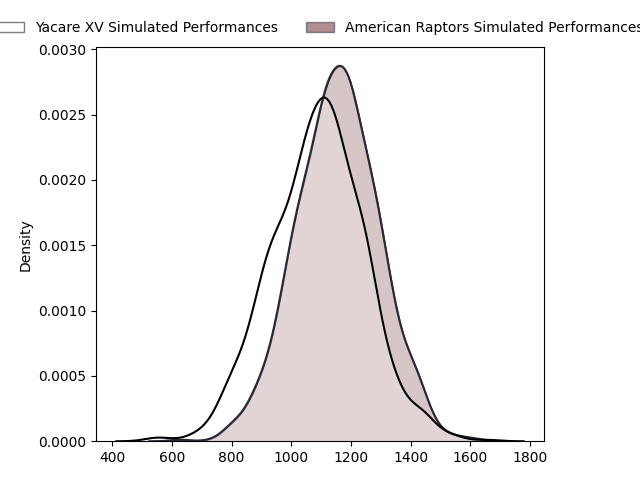 Yacare XV Simulated Performances
American Raptors Simulated Performances
0.0030
0.0025
0.0020
0.0015
0.0010
0.0005
0.0000
Density
400 600 800 1000 1200 1400 1600 1800